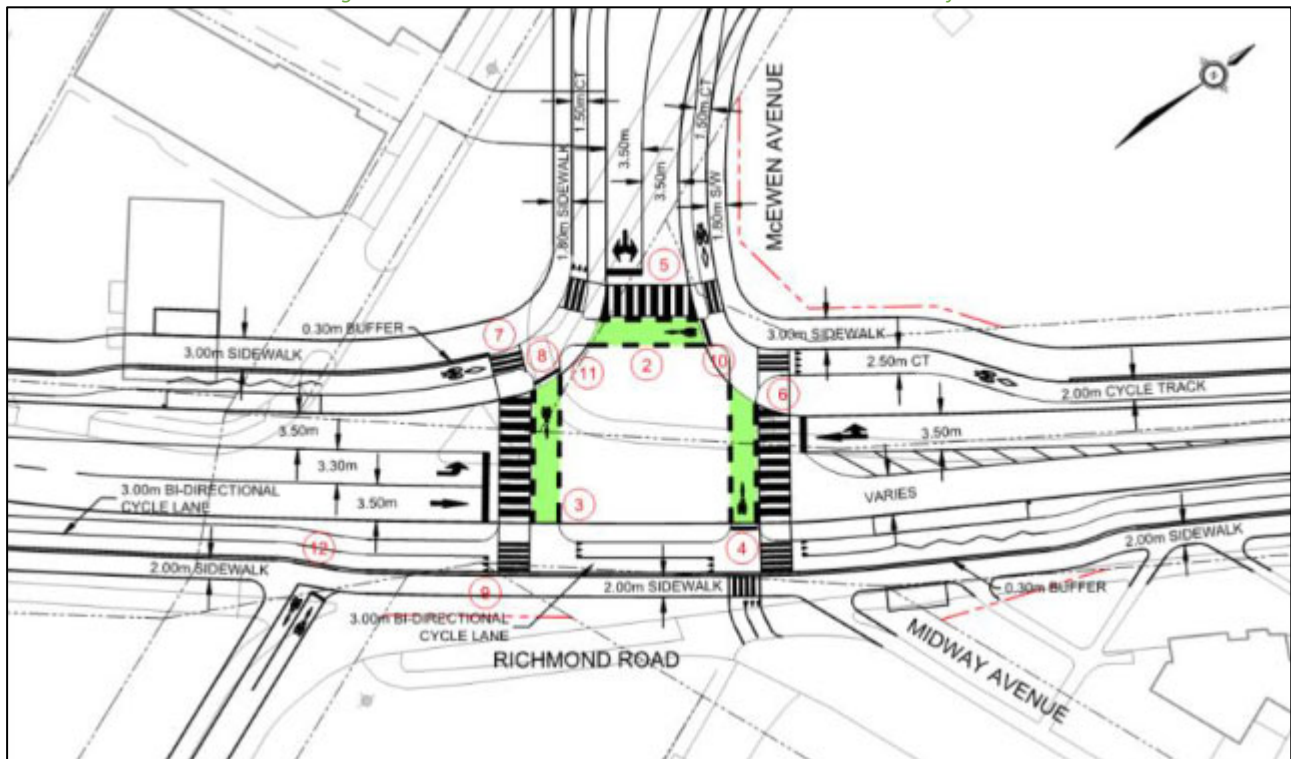 1.50m CT
1.50m CT
3.50m
3.50m
1.80m SIDEWALK
1.80m S/W
McEWEN AVENUE
5
0.30m BUFFER
7
3.00m SIDEWALK
8
11
2
10
3.00m SIDEWALK
2.50m CT
6
2.00m CYCLE TRACK
3.50m
3.30m
3.50m
3.00m BI-DIRECTIONAL
CYCLE LANE
3
4
3.50m
VARIES
12
2.00m SIDEWALK
9
2.00m SIDEWALK
2.00m SIDEWALK
0.30m BUFFER
3.00m BI-DIRECTIONAL
CYCLE LANE
RICHMOND ROAD
MIDWAY AVENUE